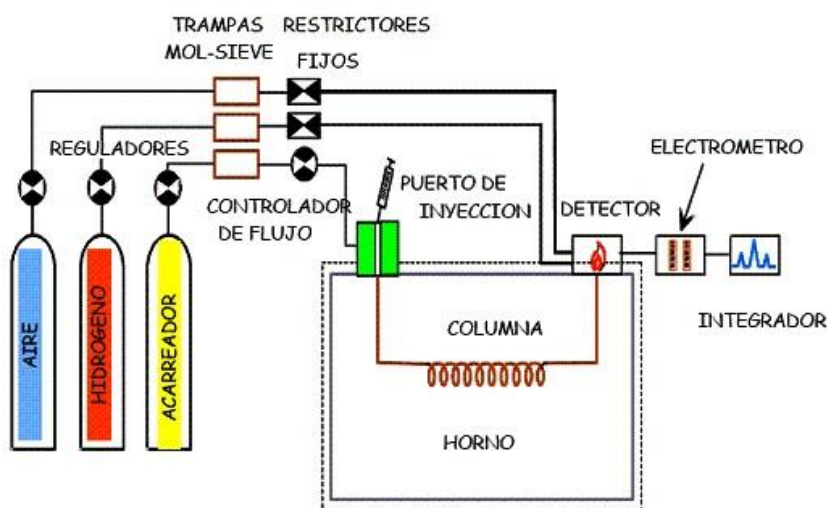 TRAMPAS RESTRICTORES
MOL-SIEVE
FIJOS
REGULADORES
ELECTROMETRO
PUERTO DE
INYECCION
DETECTOR
CONTROLADOR
DE FLUJO
AIRE
HIDROGENO
ACARREADOR
COLUMNA
INTEGRADOR
HORNO